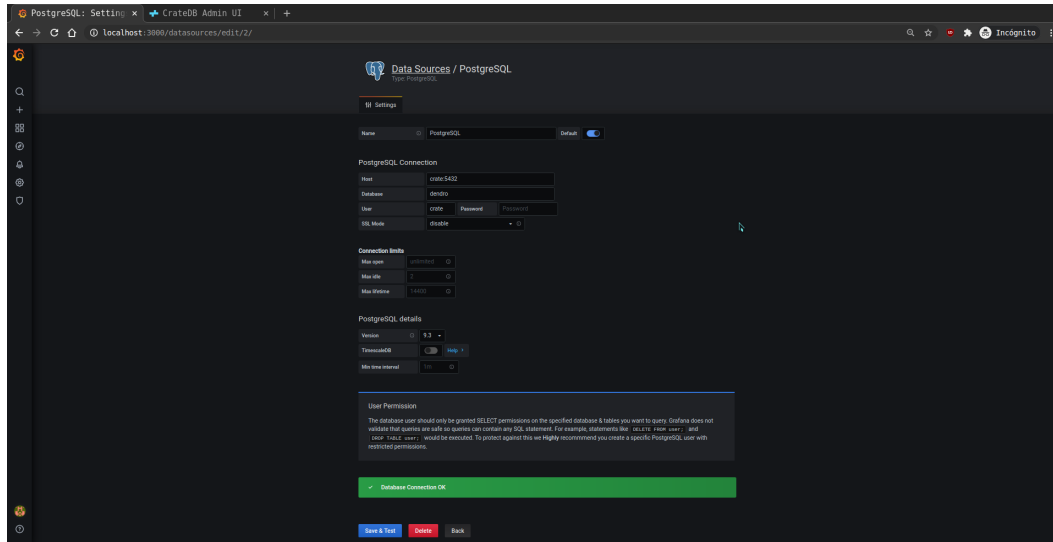 PostgreSQL: Setting
CrateDB Admin UI
localhost:3000/datasources/edit/2/
Incógnito
Data Sources / PostgreSQL
Type: PostgreSQL
Settings
Name PostgreSQL Default
PostgreSQL Connection
Host crate:5432
Database dendro
User crate Password Password
SSL Mode disable
Connection limits
Max open unlimited
Max idle 2
Max lifetime 14400
PostgreSQL details
Version 9.3
TimescaleDB Help >
Min time interval 1m
User Permission
The database user should only be granted SELECT permissions on the specified database & tables you want to query. Grafana does not
validate that queries are safe so queries can contain any SQL statement. For example, statements like DELETE FROM user; and
DROP TABLE user; would be executed. To protect against this we Highly recommmend you create a specific PostgreSQL user with
restricted permissions.
Database Connection OK
Save & Test Delete Back